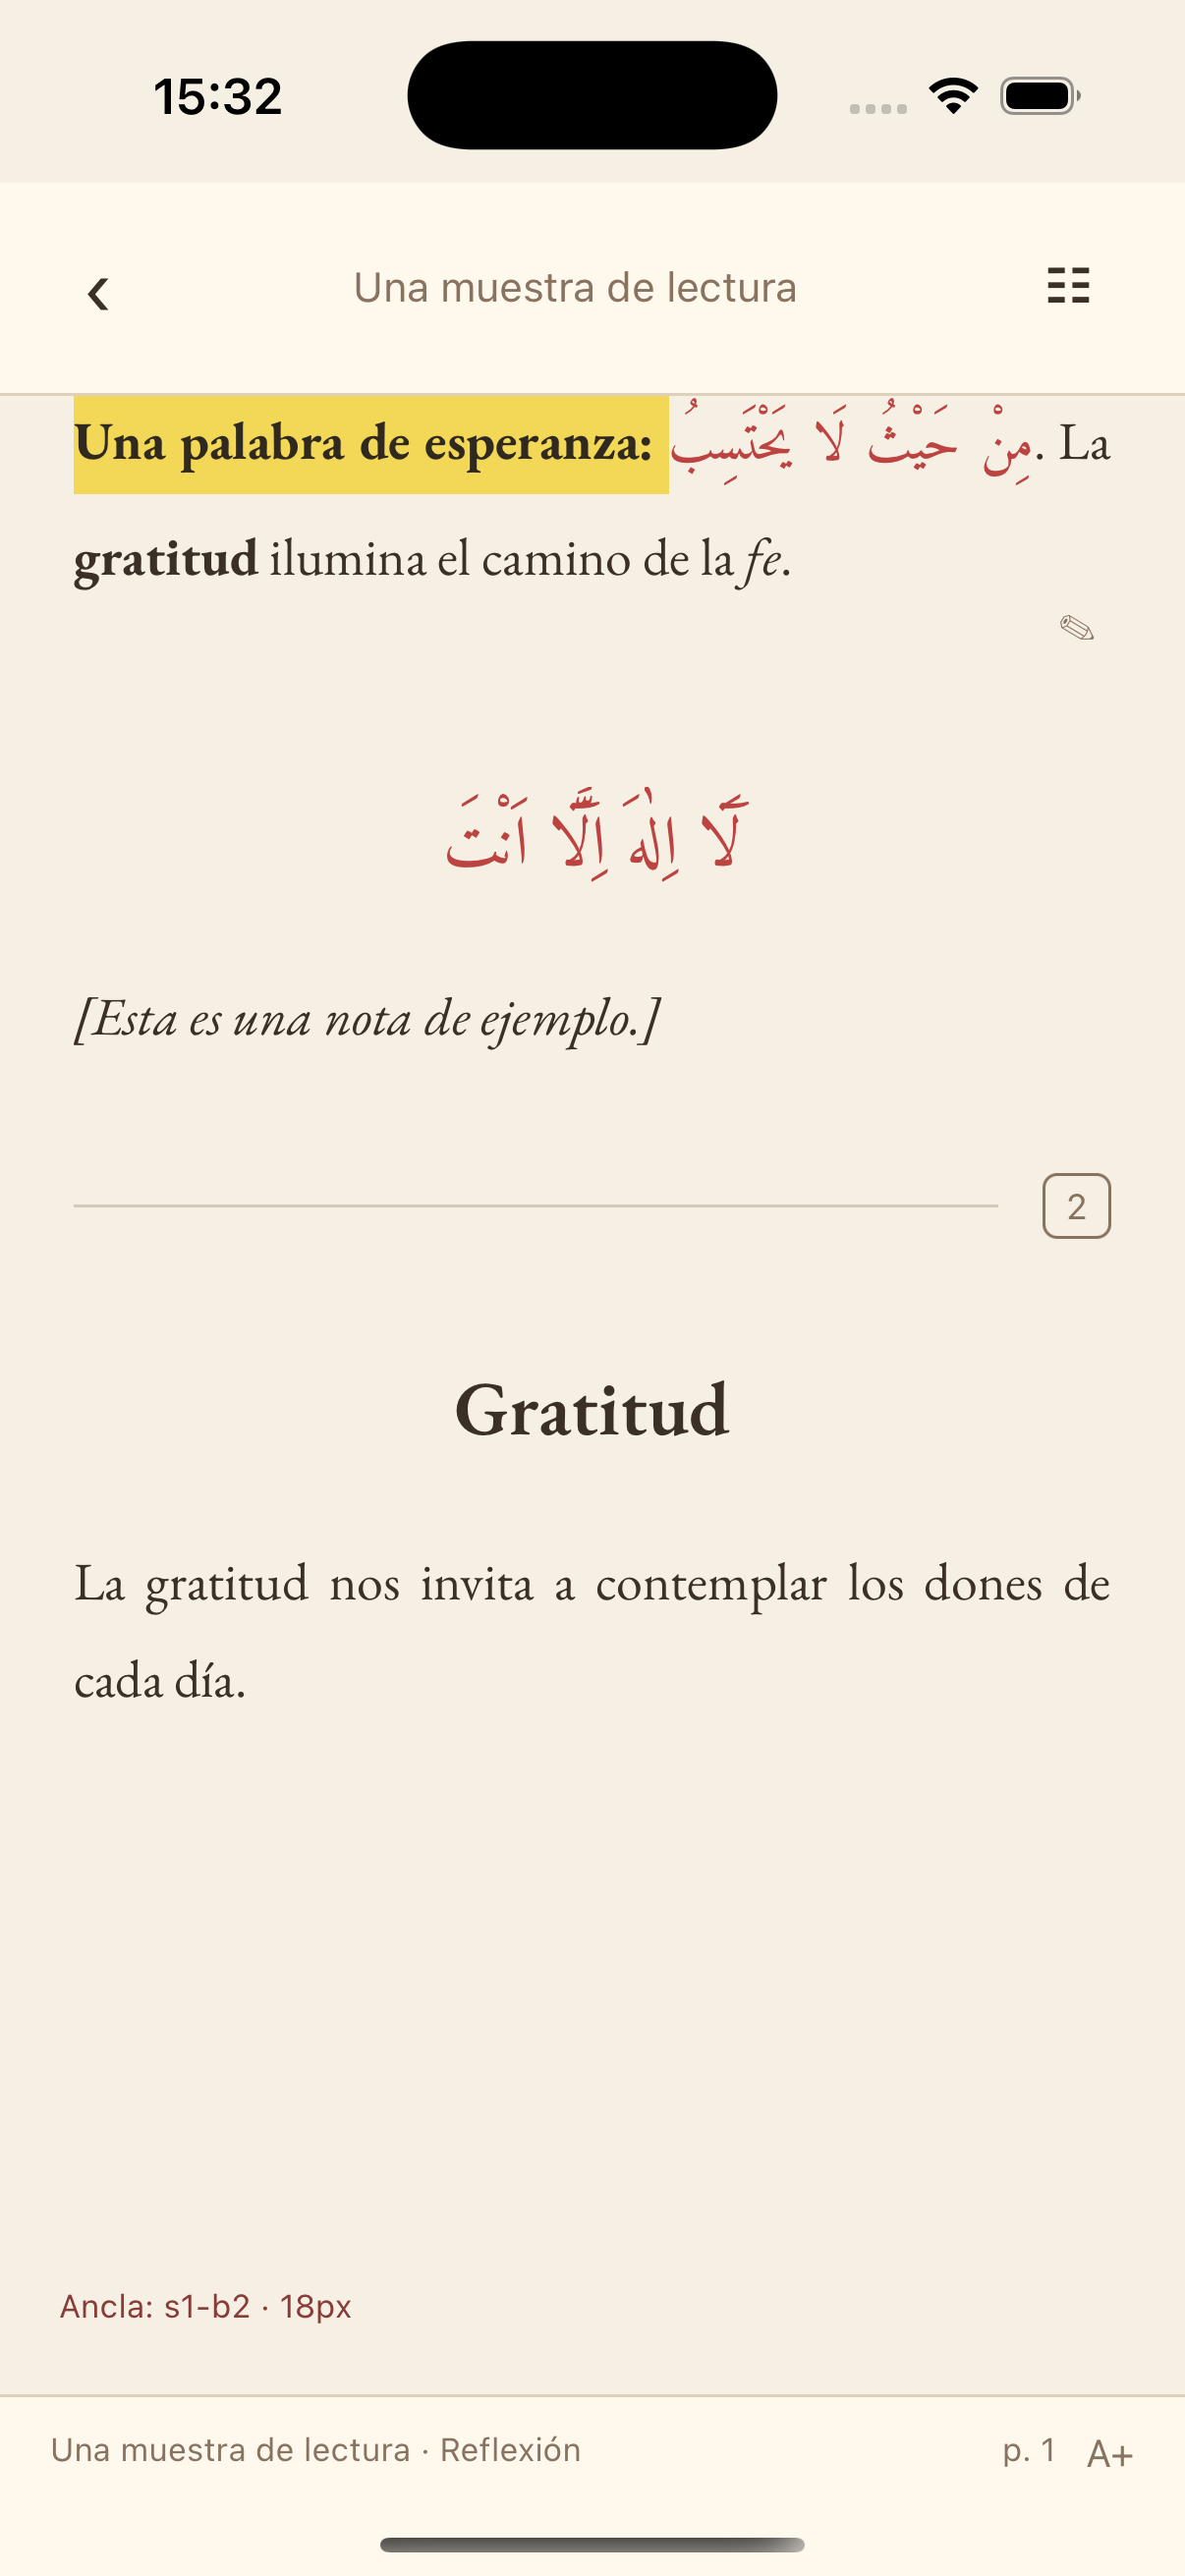 15:32
Una muestra de lectura
Una palabra de esperanza: مِنْ حَيْثُ لَا يَحْتَسِبُ. La
gratitud ilumina el camino de la fe.
لَٓا اِلٰهَ اِلَّٓا اَنْتَ
[Esta es una nota de ejemplo.]
2
Gratitud
La gratitud nos invita a contemplar los dones de
cada día.
Ancla: s1-b2 · 18px
Una muestra de lectura · Reflexión p. 1 A+